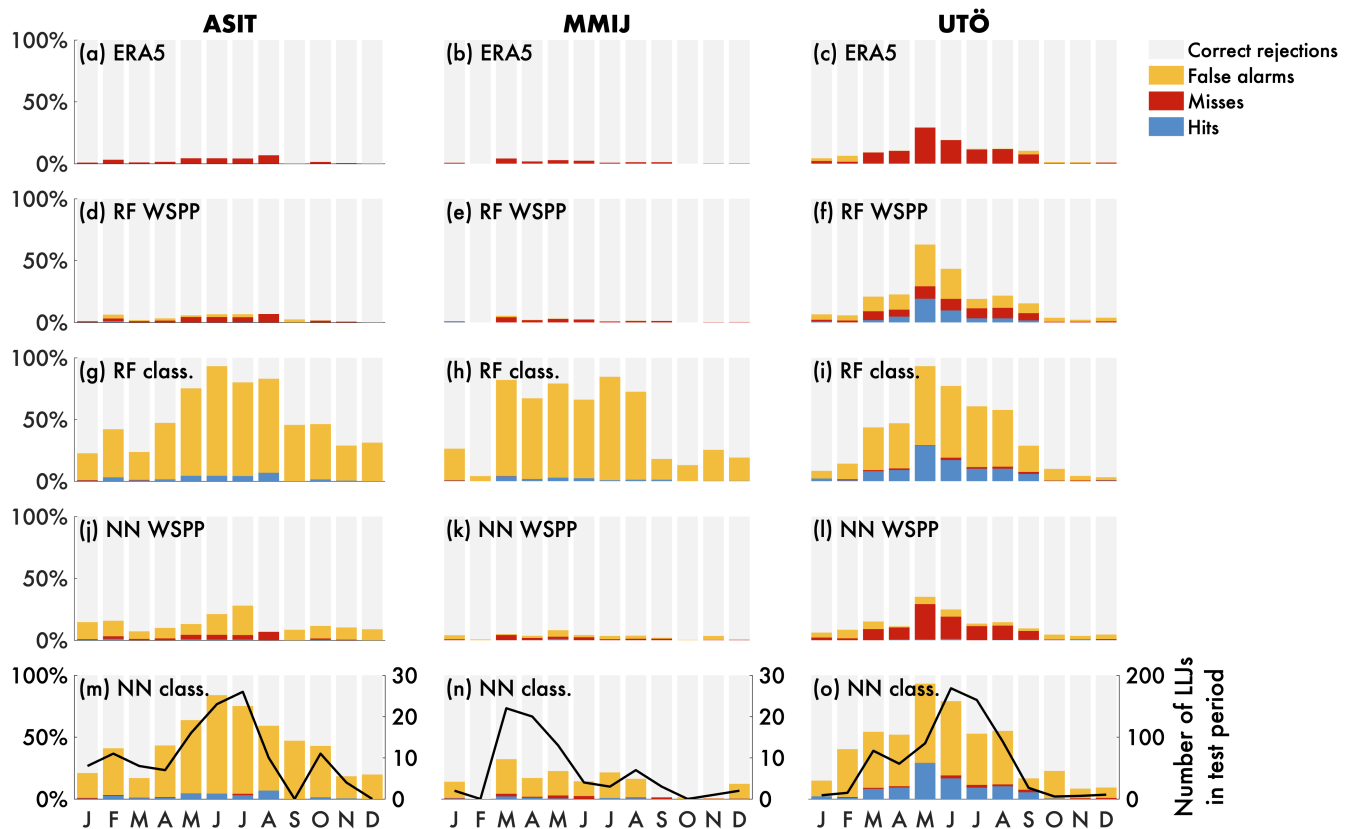 ASIT MMIJ UTÖ
100% (a) ERA5 (b) ERA5 (c) ERA5 Correct rejections
False alarms
50% Misses
Hits
0%
100% (d) RF WSPP (e) RF WSPP (f) RF WSPP
50%
0%
100% (g) RF class. (h) RF class. (i) RF class.
50%
0%
100% (j) NN WSPP (k) NN WSPP (l) NN WSPP
50%
0%
100% (m) NN class. 30 (n) NN class. 30 (o) NN class. 200
20 20
50% 100
10 10
0% 0 0 0
J F M A M J J A S O N D J F M A M J J A S O N D J F M A M J J A S O N D
Number of LLJs
in test period